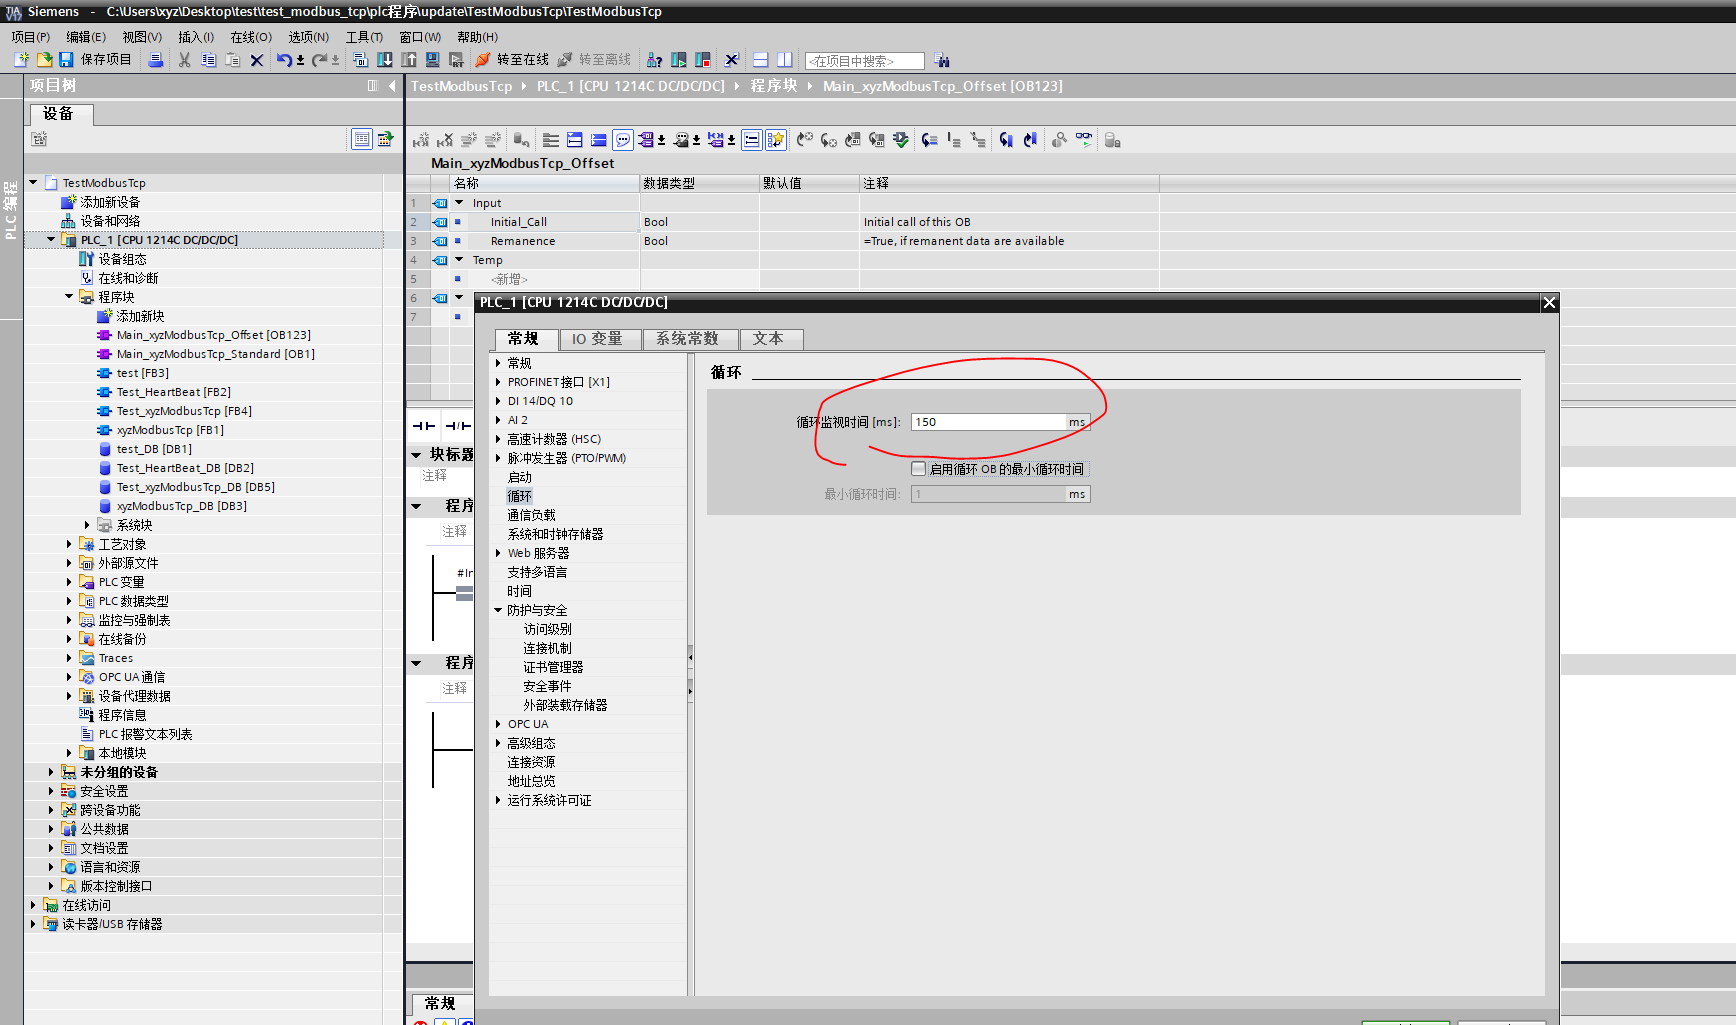 Siemens - C:\Users\xyz\Desktop\test\test_modbus_tcp\plc程序\update\TestModbusTcp\TestModbusTcp
项目(P) 编辑(E) 视图(V) 插入(I) 在线(O) 选项(N) 工具(T) 窗口(W) 帮助(H)
保存项目 转至在线 转至离线 <在项目中搜索>
项目树
TestModbusTcp PLC_1 [CPU 1214C DC/DC/DC] 程序块 Main_xyzModbusTcp_Offset [OB123]
设备
PLC 编程
TestModbusTcp
添加新设备
设备和网络
PLC_1 [CPU 1214C DC/DC/DC]
设备组态
在线和诊断
程序块
添加新块
Main_xyzModbusTcp_Offset [OB123]
Main_xyzModbusTcp_Standard [OB1]
test [FB3]
Test_HeartBeat [FB2]
Test_xyzModbusTcp [FB4]
xyzModbusTcp [FB1]
test_DB [DB1]
Test_HeartBeat_DB [DB2]
Test_xyzModbusTcp_DB [DB5]
xyzModbusTcp_DB [DB3]
系统块
工艺对象
外部源文件
PLC 变量
PLC 数据类型
监控与强制表
在线备份
Traces
OPC UA 通信
设备代理数据
程序信息
PLC 报警文本列表
本地模块
未分组的设备
安全设置
跨设备功能
公共数据
文档设置
语言和资源
版本控制接口
在线访问
读卡器/USB 存储器
Main_xyzModbusTcp_Offset
名称 数据类型 默认值 注释
1 Input
2 Initial_Call Bool Initial call of this OB
3 Remanence Bool =True, if remanent data are available
4 Temp
5 <新增>
6
7
块标题
注释
程序
注释
#In
程序
注释
常规
PLC_1 [CPU 1214C DC/DC/DC]
常规 IO 变量 系统常数 文本
常规
PROFINET接口 [X1]
DI 14/DQ 10
AI 2
高速计数器 (HSC)
脉冲发生器 (PTO/PWM)
启动
循环
通信负载
系统和时钟存储器
Web 服务器
支持多语言
时间
防护与安全
访问级别
连接机制
证书管理器
安全事件
外部装载存储器
OPC UA
高级组态
连接资源
地址总览
运行系统许可证
循环
循环监视时间 [ms]: 150 ms
启用循环 OB 的最小循环时间
最小循环时间: 1 ms